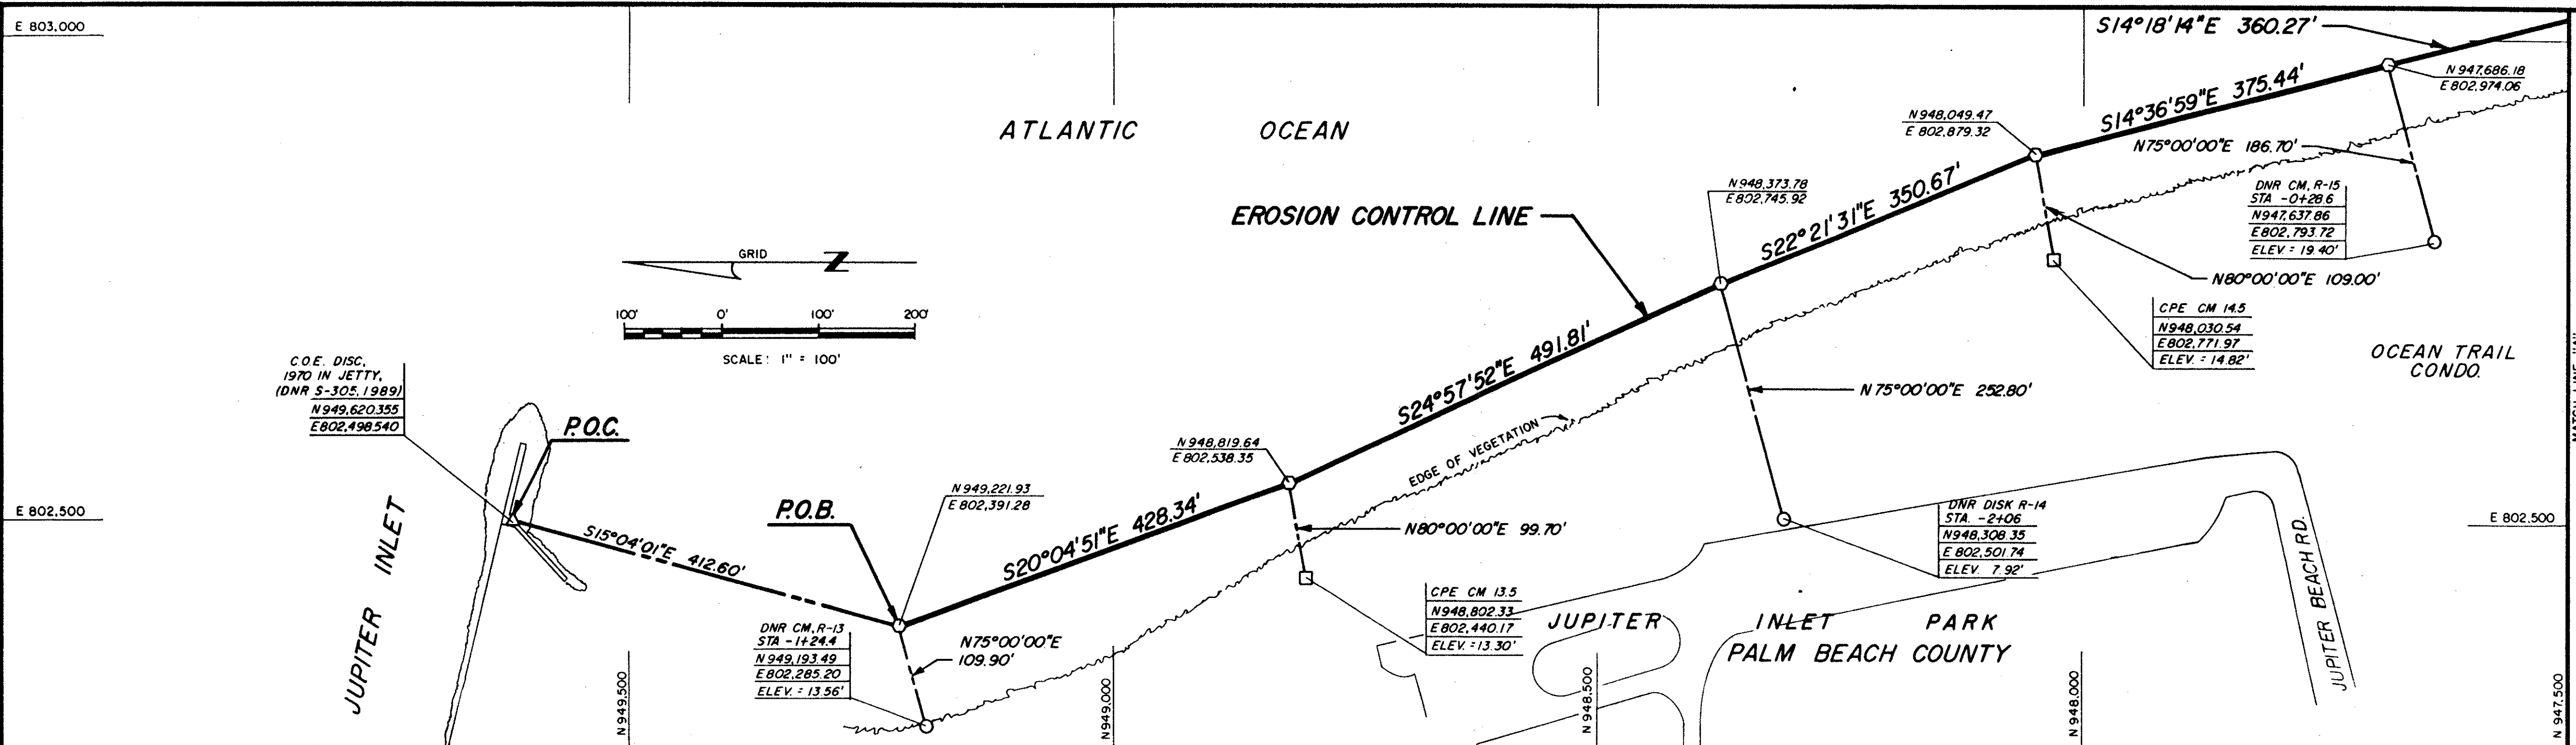 E 803,000
S14°18'14"E 360.27'
N 947,686.18
E 802,974.06
S14°36'59"E 375.44'
N 948,049.47
E 802,879.32
ATLANTIC OCEAN
N75°00'00"E 186.70'
N 948,373.78
E 802,745.92
S22°21'31"E 350.67'
DNR CM, R-15
STA -0+28.6
N947,637.86
E802,793.72
ELEV. = 19.40'
EROSION CONTROL LINE
GRID
Z
N80°00'00"E 109.00'
100' 0' 100' 200'
SCALE: 1" = 100'
CPE CM 14.5
N948,030.54
E802,771.97
ELEV. = 14.82'
OCEAN TRAIL
CONDO.
C.O.E. DISC,
1970 IN JETTY,
(DNR S-305, 1989)
N949,620.355
E802,498.540
S24°57'52"E 491.81'
N 75°00'00"E 252.80'
P.O.C.
EDGE OF VEGETATION
N 948,819.64
E 802,538.35
N 949,221.93
E 802,391.28
P.O.B.
E 802,500
E 802,500
JUPITER INLET
S15°04'01"E 412.60'
S20°04'51"E 428.34'
N80°00'00"E 99.70'
DNR DISK R-14
STA. -2+06
N948,308.35
E 802,501.74
ELEV. 7.92'
JUPITER BEACH RD.
CPE CM 13.5
N948,802.33
E802,440.17
ELEV. = 13.30'
JUPITER INLET PARK
PALM BEACH COUNTY
DNR CM, R-13
STA -1+24.4
N 949,193.49
E802,285.20
ELEV. = 13.56'
N75°00'00"E
109.90'
N 949,500
N 949,000
N 948,500
N 948,000
N 947,500